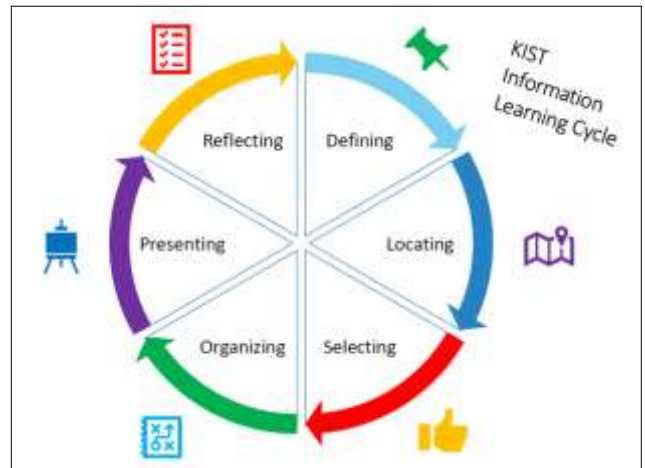 KIST
Information
Learning Cycle
Reflecting
Defining
Presenting
Locating
Organizing
Selecting